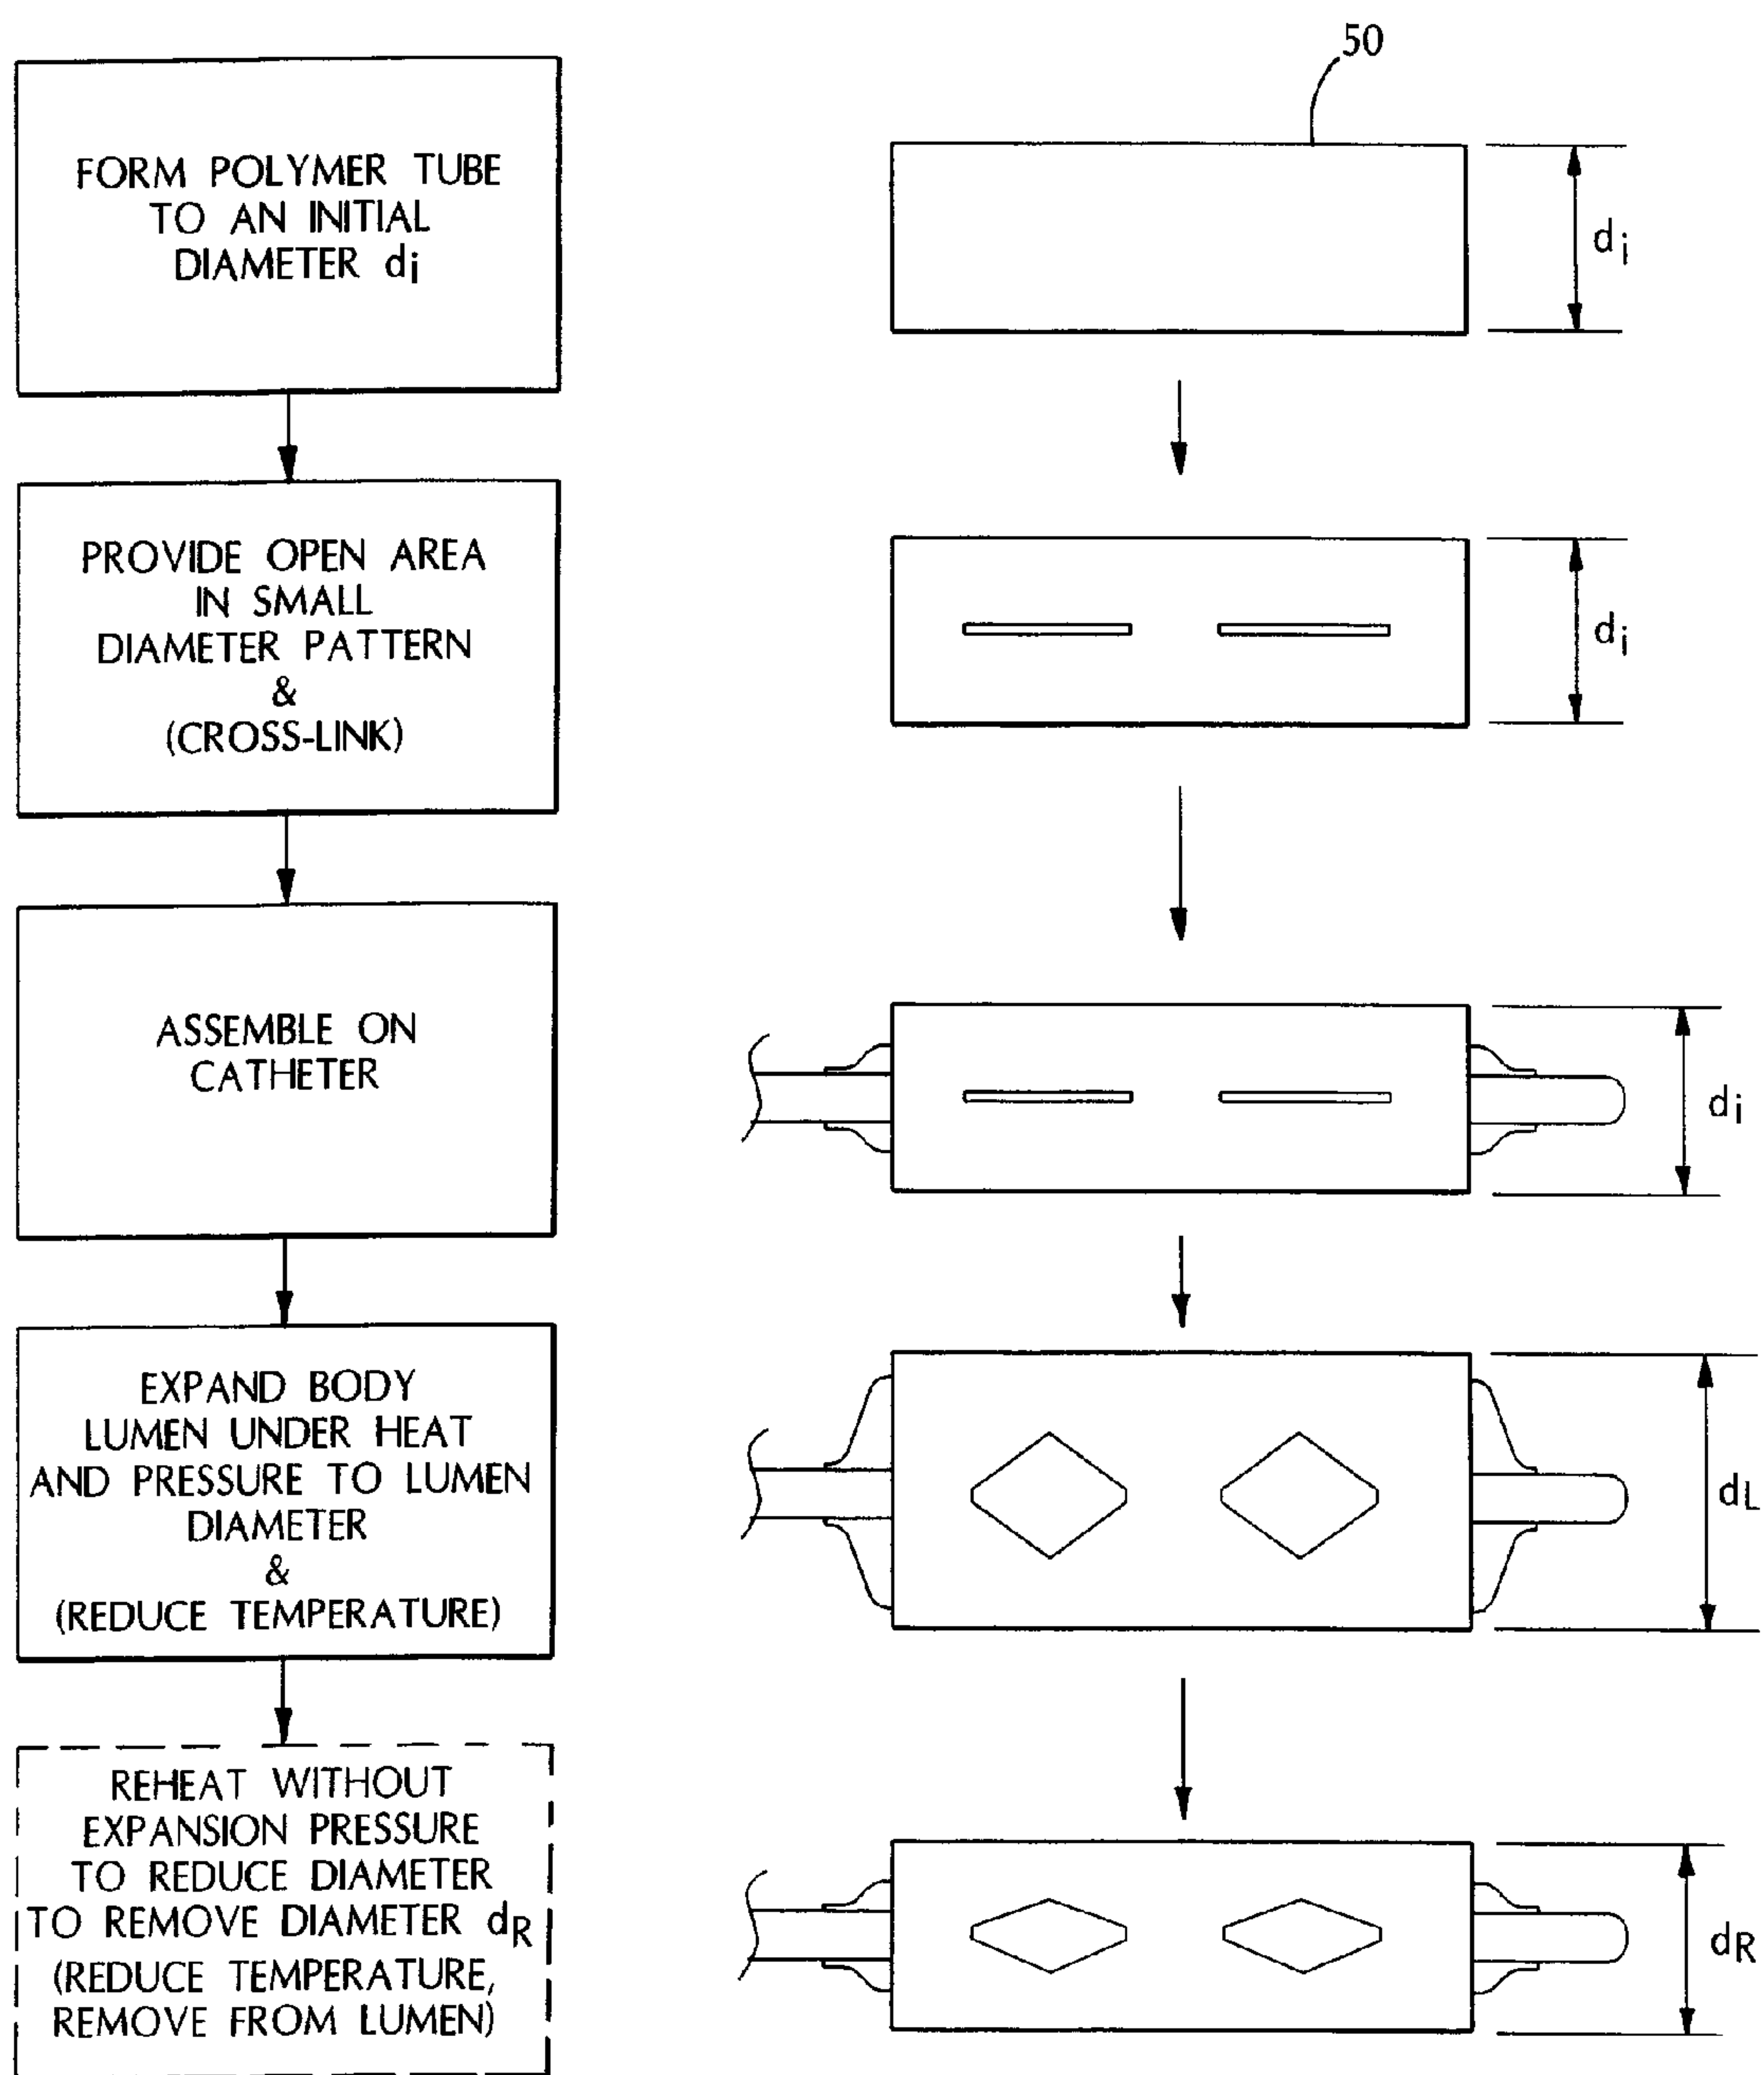 50
FORM POLYMER TUBE
TO AN INITIAL
DIAMETER di
di
PROVIDE OPEN AREA
IN SMALL
DIAMETER PATTERN
&
(CROSS-LINK)
di
ASSEMBLE ON
CATHETER
di
EXPAND BODY
LUMEN UNDER HEAT
AND PRESSURE TO LUMEN
DIAMETER
&
(REDUCE TEMPERATURE)
dL
REHEAT WITHOUT
EXPANSION PRESSURE
TO REDUCE DIAMETER
TO REMOVE DIAMETER dR
(REDUCE TEMPERATURE,
REMOVE FROM LUMEN)
dR